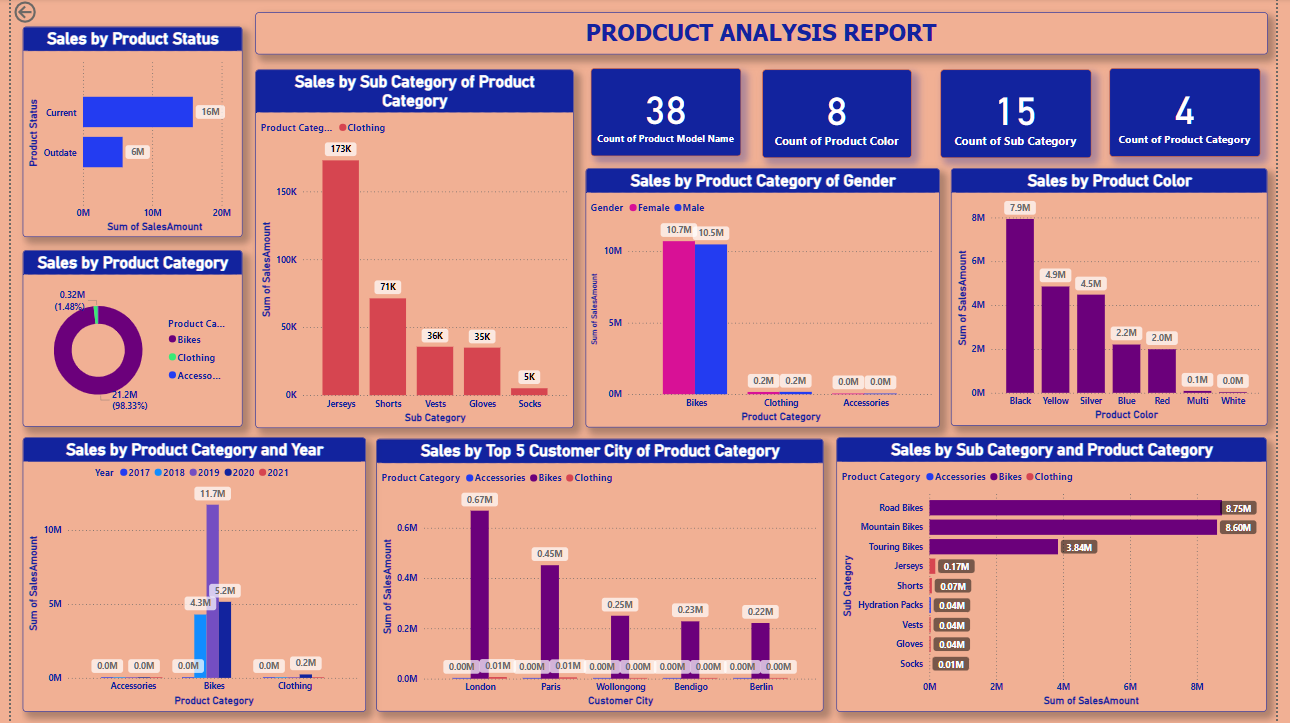 PRODCUCT ANALYSIS REPORT
Sales by Product Status
Product Status
Current
16M
Outdate
6M
0M 10M 20M
Sum of SalesAmount
Sales by Sub Category of Product
Category
Product Categ... Clothing
Sum of SalesAmount
150K
100K
50K
0K
173K
71K
36K
35K
5K
Jerseys Shorts Vests Gloves Socks
Sub Category
38
Count of Product Model Name
8
Count of Product Color
15
Count of Sub Category
4
Count of Product Category
Sales by Product Category of Gender
Gender Female Male
Sum of SalesAmount
10M
5M
0M
10.7M 10.5M
0.2M 0.2M
0.0M 0.0M
Bikes Clothing Accessories
Product Category
Sales by Product Color
Sum of SalesAmount
8M
6M
4M
2M
0M
7.9M
4.9M
4.5M
2.2M
2.0M
0.1M
0.0M
Black Yellow Silver Blue Red Multi White
Product Color
Sales by Product Category
0.32M
(1.48%)
21.2M
(98.33%)
Product Ca...
Bikes
Clothing
Accesso...
Sales by Product Category and Year
Year 2017 2018 2019 2020 2021
Sum of SalesAmount
10M
5M
0M
0.0M 0.0M
0.0M 4.3M 11.7M 5.2M
0.0M 0.2M
Accessories Bikes Clothing
Product Category
Sales by Top 5 Customer City of Product Category
Product Category Accessories Bikes Clothing
Sum of SalesAmount
0.6M
0.4M
0.2M
0.0M
0.67M
0.45M
0.25M
0.23M
0.22M
0.00M 0.01M 0.00M 0.01M 0.00M 0.00M 0.00M 0.00M 0.00M 0.00M
London Paris Wollongong Bendigo Berlin
Customer City
Sales by Sub Category and Product Category
Product Category Accessories Bikes Clothing
Sub Category
Road Bikes 8.75M
Mountain Bikes 8.60M
Touring Bikes 3.84M
Jerseys 0.17M
Shorts 0.07M
Hydration Packs 0.04M
Vests 0.04M
Gloves 0.04M
Socks 0.01M
0M 2M 4M 6M 8M
Sum of SalesAmount